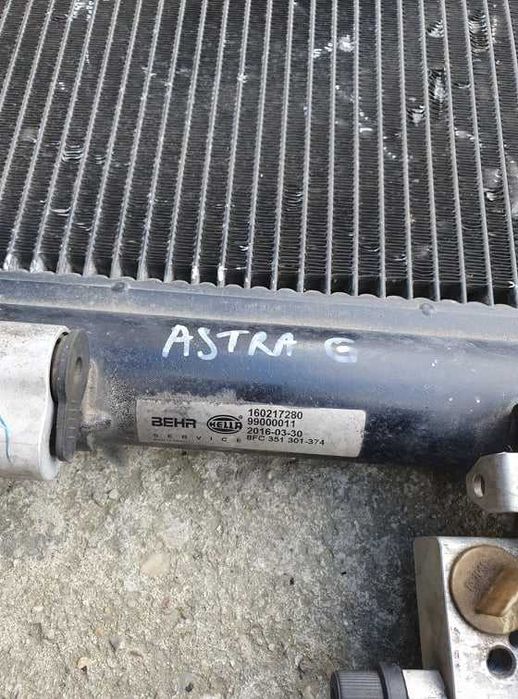 ASTRA G
BEHR HELLA 160217280
99000011
2016-03-30
SERVICE 8FC 351 301-374